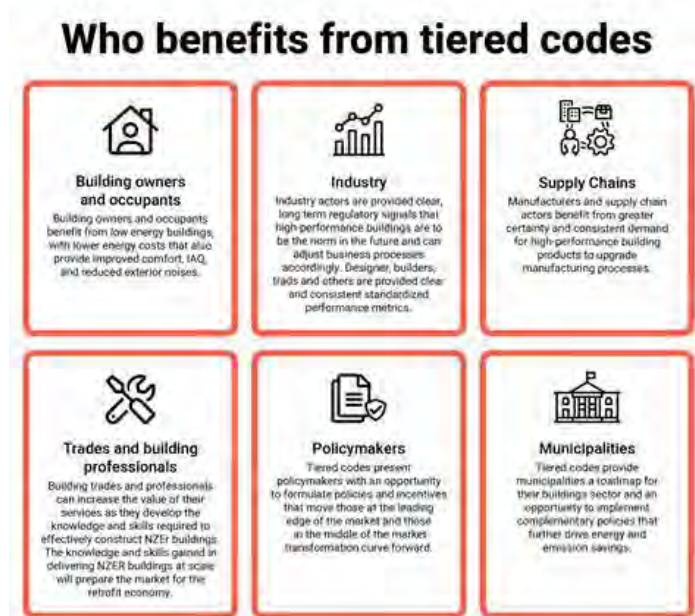 Who benefits from tiered codes
Building owners
and occupants
Building owners and occupants
benefit from low energy buildings,
with lower energy costs that also
provide improved comfort, IAQ,
and reduced exterior noises.
Industry
Industry actors are provided clear,
long term regulatory signals that
high-performance buildings are to
be the norm in the future and can
adjust business processes
accordingly. Designer, builders,
trads and others are provided clear
and consistent standardized
performance metrics.
Supply Chains
Manufacturers and supply chain
actors benefit from greater
certainty and consistent demand
for high-performance building
products to upgrade
manufacturing processes.
Trades and building
professionals
Building trades and professionals
can increase the value of their
services as they develop the
knowledge and skills required to
effectively construct NZEr buildings.
The knowledge and skills gained in
delivering NZER buildings at scale
will prepare the market for the
retrofit economy.
Policymakers
Tiered codes present
policymakers with an opportunity
to formulate policies and incentives
that move those at the leading
edge of the market and those
in the middle of the market
transformation curve forward.
Municipalities
Tiered codes provide
municipalities a roadmap for
their buildings sector and an
opportunity to implement
complementary policies that
further drive energy and
emission savings.